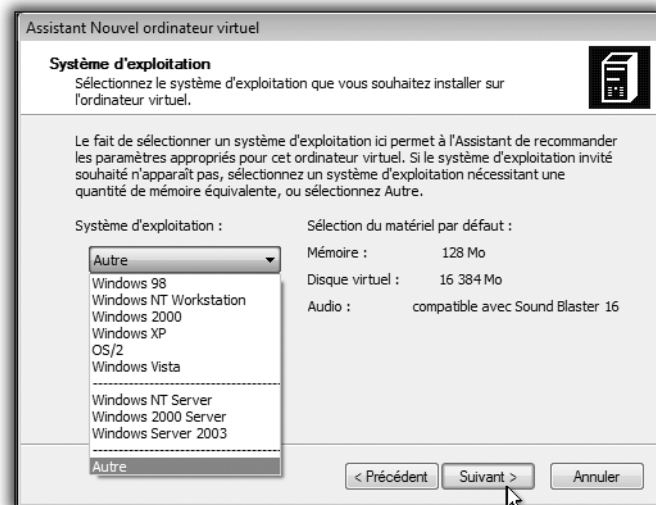 Assistant Nouvel ordinateur virtuel
Système d'exploitation
Sélectionnez le système d'exploitation que vous souhaitez installer sur
l'ordinateur virtuel.
Le fait de sélectionner un système d'exploitation ici permet à l'Assistant de recommander
les paramètres appropriés pour cet ordinateur virtuel. Si le système d'exploitation invité
souhaité n'apparaît pas, sélectionnez un système d'exploitation nécessitant une
quantité de mémoire équivalente, ou sélectionnez Autre.
Système d'exploitation :
Autre
Windows 98
Windows NT Workstation
Windows 2000
Windows XP
OS/2
Windows Vista
Windows NT Server
Windows 2000 Server
Windows Server 2003
Autre
Sélection du matériel par défaut :
Mémoire : 128 Mo
Disque virtuel : 16 384 Mo
Audio : compatible avec Sound Blaster 16
< Précédent
Suivant >
Annuler